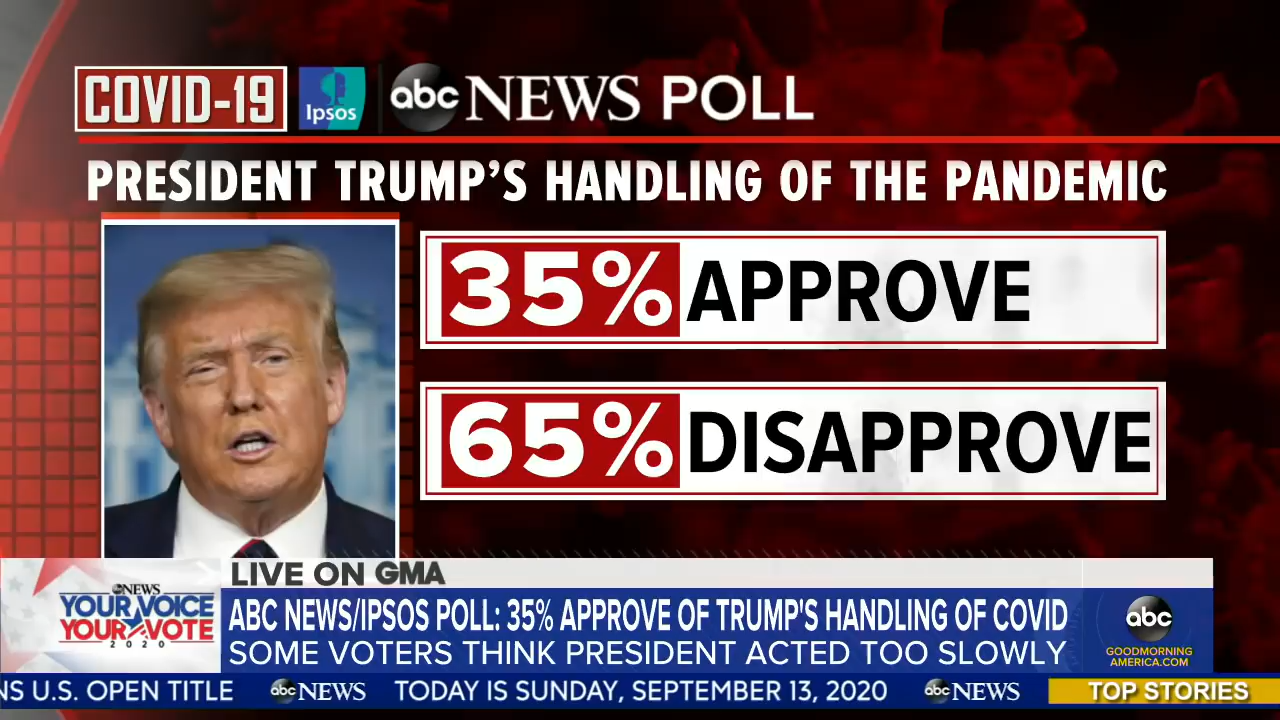 COVID-19 Ipsos abc NEWS POLL
PRESIDENT TRUMP'S HANDLING OF THE PANDEMIC
35% APPROVE
65% DISAPPROVE
LIVE ON GMA
abc NEWS
YOUR VOICE
YOUR VOTE
2020
ABC NEWS/IPSOS POLL: 35% APPROVE OF TRUMP'S HANDLING OF COVID
SOME VOTERS THINK PRESIDENT ACTED TOO SLOWLY
abc
GOODMORNING
AMERICA.COM
NS U.S. OPEN TITLE abc NEWS TODAY IS SUNDAY, SEPTEMBER 13, 2020 abc NEWS TOP STORIES